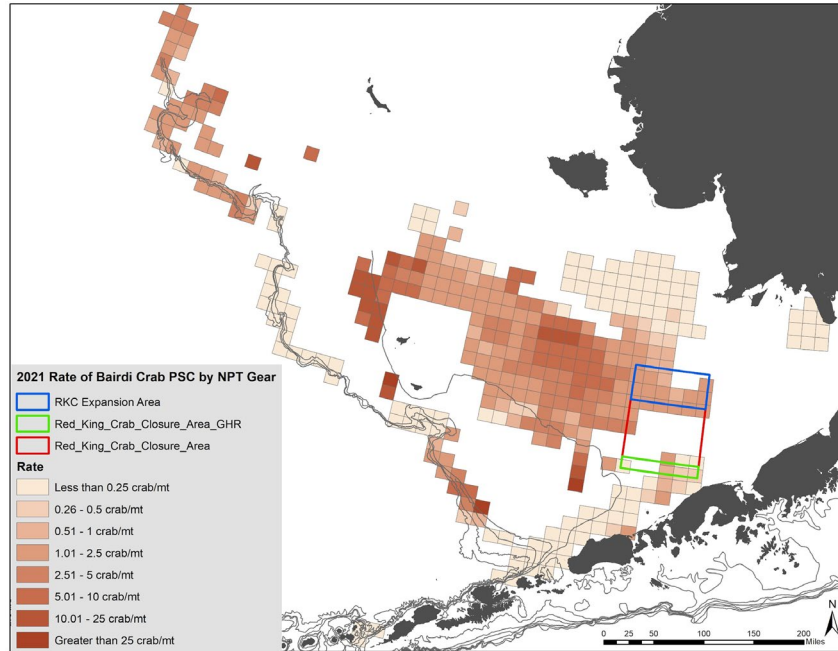 2021 Rate of Bairdi Crab PSC by NPT Gear
RKC Expansion Area
Red_King_Crab_Closure_Area_GHR
Red_King_Crab_Closure_Area
Rate
Less than 0.25 crab/mt
0.26 - 0.5 crab/mt
0.51 - 1 crab/mt
1.01 - 2.5 crab/mt
2.51 - 5 crab/mt
5.01 - 10 crab/mt
10.01 - 25 crab/mt
Greater than 25 crab/mt
N
0 25 50 100 150 200
Miles